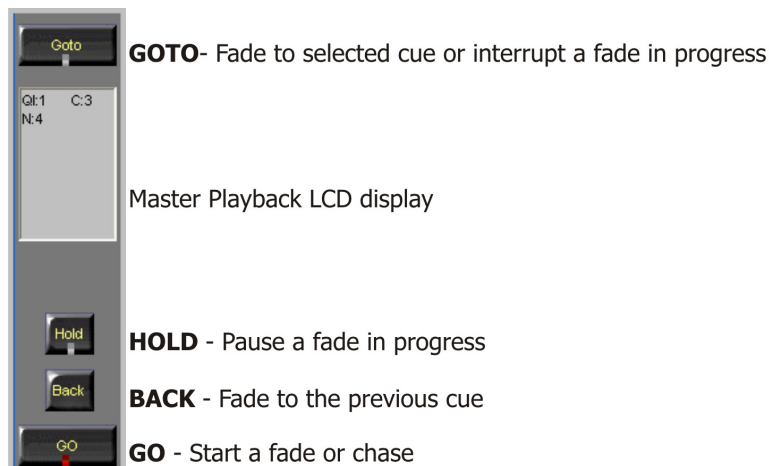 Goto
GOTO- Fade to selected cue or interrupt a fade in progress
QI:1 C:3
N:4
Master Playback LCD display
Hold
HOLD - Pause a fade in progress
Back
BACK - Fade to the previous cue
GO
GO - Start a fade or chase